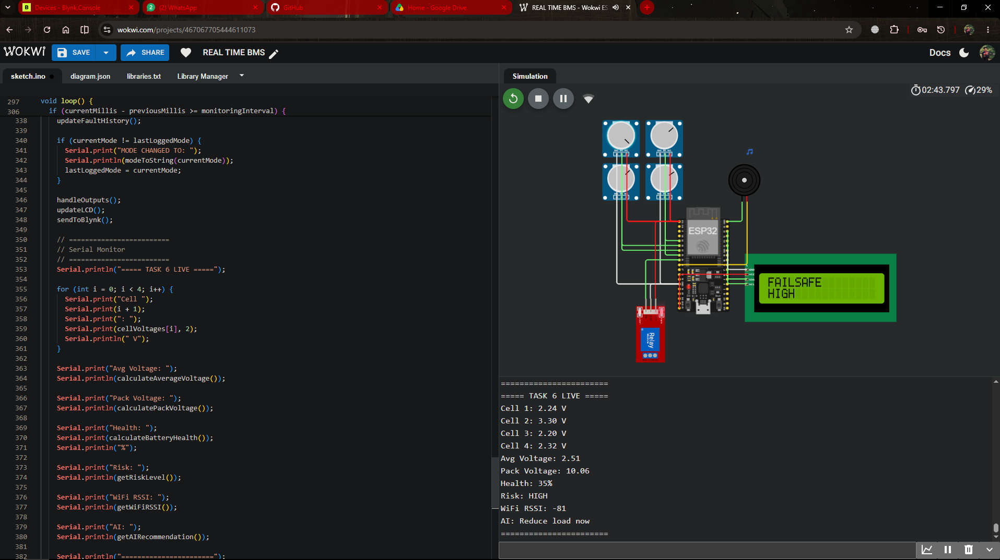 Devices - Blynk.Console
(2) WhatsApp
GitHub
Home - Google Drive
REAL TIME BMS - Wokwi ES
wokwi.com/projects/467067705444611073
WOKWI
SAVE
SHARE
REAL TIME BMS
Docs
sketch.ino
diagram.json
libraries.txt
Library Manager
297 void loop() {
306 if (currentMillis - previousMillis >= monitoringInterval) {
338 updateFaultHistory();
339
340 if (currentMode != lastLoggedMode) {
341 Serial.print("MODE CHANGED TO: ");
342 Serial.println(modeToString(currentMode));
343 lastLoggedMode = currentMode;
344 }
345
346 handleOutputs();
347 updateLCD();
348 sendToBlynk();
349
350 // =========================
351 // Serial Monitor
352 // =========================
353 Serial.println("===== TASK 6 LIVE =====");
354
355 for (int i = 0; i < 4; i++) {
356 Serial.print("Cell ");
357 Serial.print(i + 1);
358 Serial.print(": ");
359 Serial.print(cellVoltages[i], 2);
360 Serial.println(" V");
361 }
362
363 Serial.print("Avg Voltage: ");
364 Serial.println(calculateAverageVoltage());
365
366 Serial.print("Pack Voltage: ");
367 Serial.println(calculatePackVoltage());
368
369 Serial.print("Health: ");
370 Serial.print(calculateBatteryHealth());
371 Serial.println("%");
372
373 Serial.print("Risk: ");
374 Serial.println(getRiskLevel());
375
376 Serial.print("WiFi RSSI: ");
377 Serial.println(getWiFiRSSI());
378
379 Serial.print("AI: ");
380 Serial.println(getAIRecommendation());
381
382 Serial.println("=======================");
Simulation
02:43.797
29%
ESP32
GND
VCC
SDA
SCL
FAILSAFE
HIGH
Relay
Module
=======================
===== TASK 6 LIVE =====
Cell 1: 2.24 V
Cell 2: 3.30 V
Cell 3: 2.20 V
Cell 4: 2.32 V
Avg Voltage: 2.51
Pack Voltage: 10.06
Health: 35%
Risk: HIGH
WiFi RSSI: -81
AI: Reduce load now
=======================